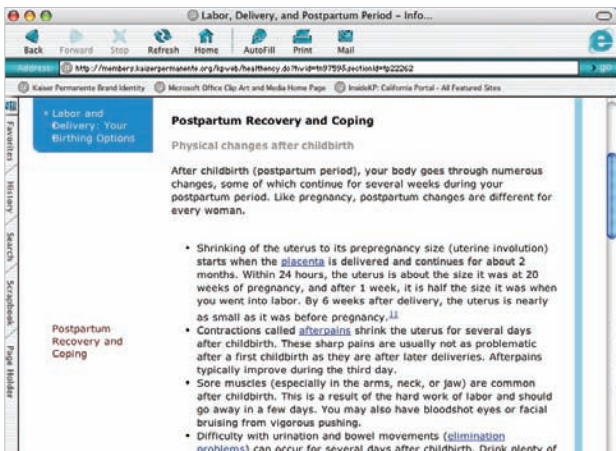 Labor, Delivery, and Postpartum Period – Info...
Back Forward Stop Refresh Home AutoFill Print Mail
Address: http://members.kaiserpermanente.org/kpweb/healthency.do?hwid=tn9759&sectionId=tp22262 go
Kaiser Permanente Brand Identity Microsoft Office Clip Art and Media Home Page InsideKP: California Portal - All Featured Sites
Favorites
History
Search
Scrapbook
Page Holder
Labor and
Delivery: Your
Birthing Options
Postpartum
Recovery and
Coping
Postpartum Recovery and Coping
Physical changes after childbirth
After childbirth (postpartum period), your body goes through numerous
changes, some of which continue for several weeks during your
postpartum period. Like pregnancy, postpartum changes are different for
every woman.
• Shrinking of the uterus to its prepregnancy size (uterine involution)
starts when the placenta is delivered and continues for about 2
months. Within 24 hours, the uterus is about the size it was at 20
weeks of pregnancy, and after 1 week, it is half the size it was when
you went into labor. By 6 weeks after delivery, the uterus is nearly
as small as it was before pregnancy.11
• Contractions called afterpains shrink the uterus for several days
after childbirth. These sharp pains are usually not as problematic
after a first childbirth as they are after later deliveries. Afterpains
typically improve during the third day.
• Sore muscles (especially in the arms, neck, or jaw) are common
after childbirth. This is a result of the hard work of labor and should
go away in a few days. You may also have bloodshot eyes or facial
bruising from vigorous pushing.
• Difficulty with urination and bowel movements (elimination
problems) can occur for several days after childbirth. Drink plenty of